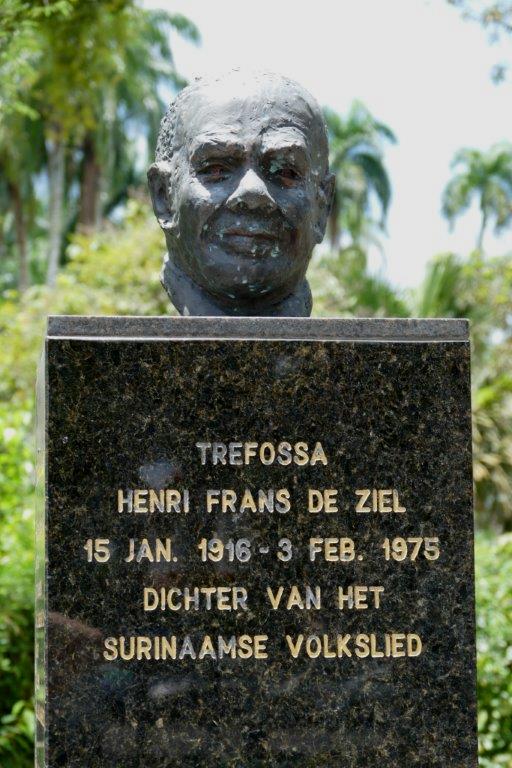 TREFOSSA
HENRI FRANS DE ZIEL
15 JAN. 1916 - 3 FEB. 1975
DICHTER VAN HET
SURINAAMSE VOLKSLIED